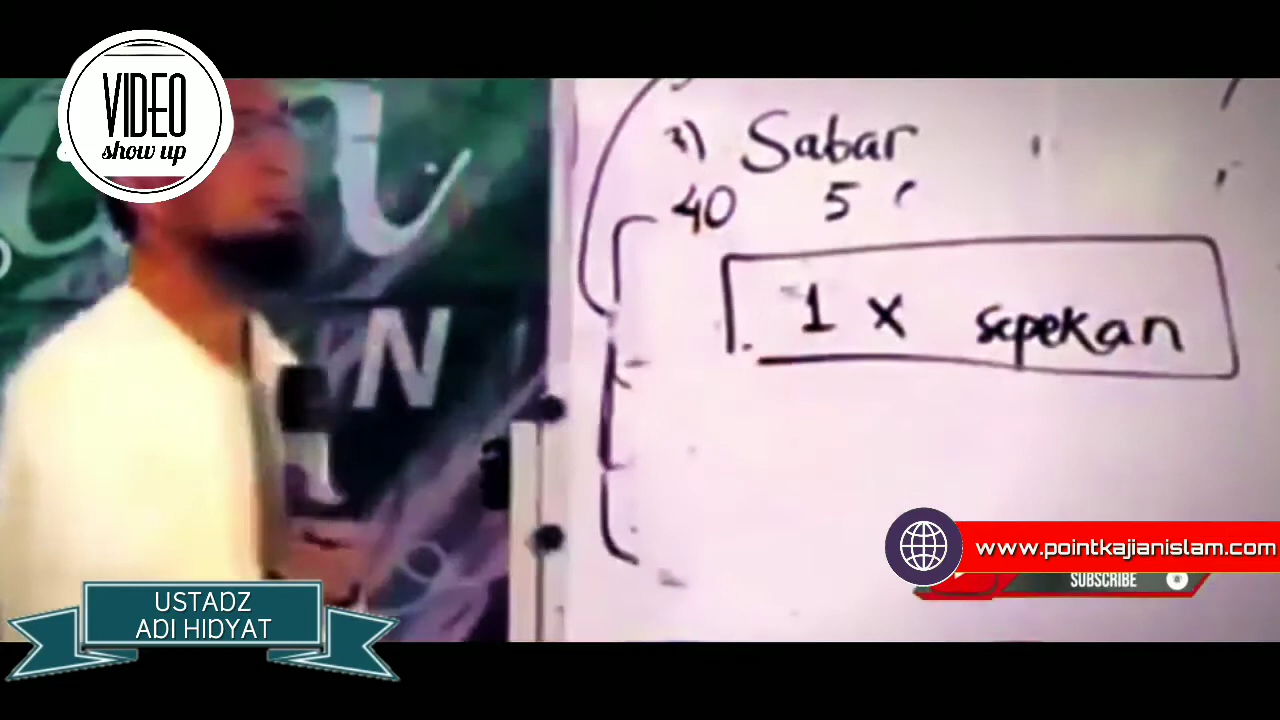 VIDEO
show up
3) Sabar
40 5
1 x sepekan
N
www.pointkajianislam.com
SUBSCRIBE
USTADZ
ADI HIDYAT